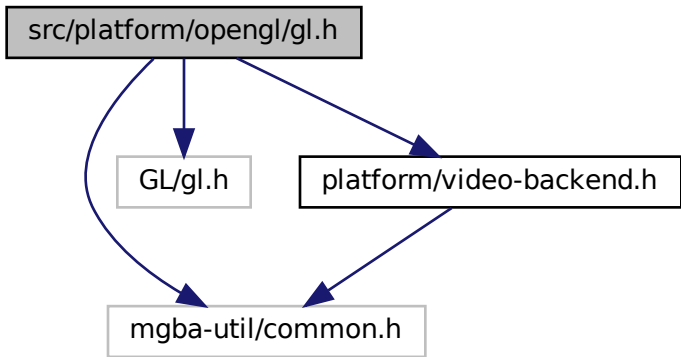 src/platform/opengl/gl.h
GL/gl.h
platform/video-backend.h
mgba-util/common.h